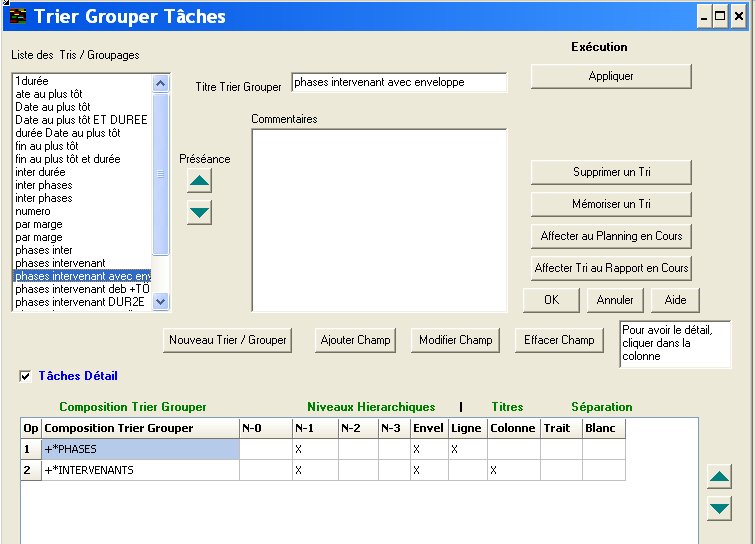 Trier Grouper Tâches
Liste des Tris / Groupages
1durée
ate au plus tôt
Date au plus tôt
Date au plus tôt ET DUREE
durée Date au plus tôt
fin au plus tôt
fin au plus tôt et durée
inter durée
inter phases
inter phases
numero
par marge
par marge
phases inter
phases intervenant
phases intervenant avec env
phases intervenant deb +TÖ
phases intervenant DUR2E
Titre Trier Grouper phases intervenant avec enveloppe
Commentaires
Préséance
Exécution
Appliquer
Supprimer un Tri
Mémoriser un Tri
Affecter au Planning en Cours
Affecter Tri au Rapport en Cours
OK Annuler Aide
Nouveau Trier / Grouper Ajouter Champ Modifier Champ Effacer Champ
Pour avoir le détail,
cliquer dans la
colonne
Tâches Détail
Composition Trier Grouper Niveaux Hierarchiques | Titres Séparation
Op Composition Trier Grouper N-0 N-1 N-2 N-3 Envel Ligne Colonne Trait Blanc
1 +*PHASES X X X
2 +*INTERVENANTS X X X